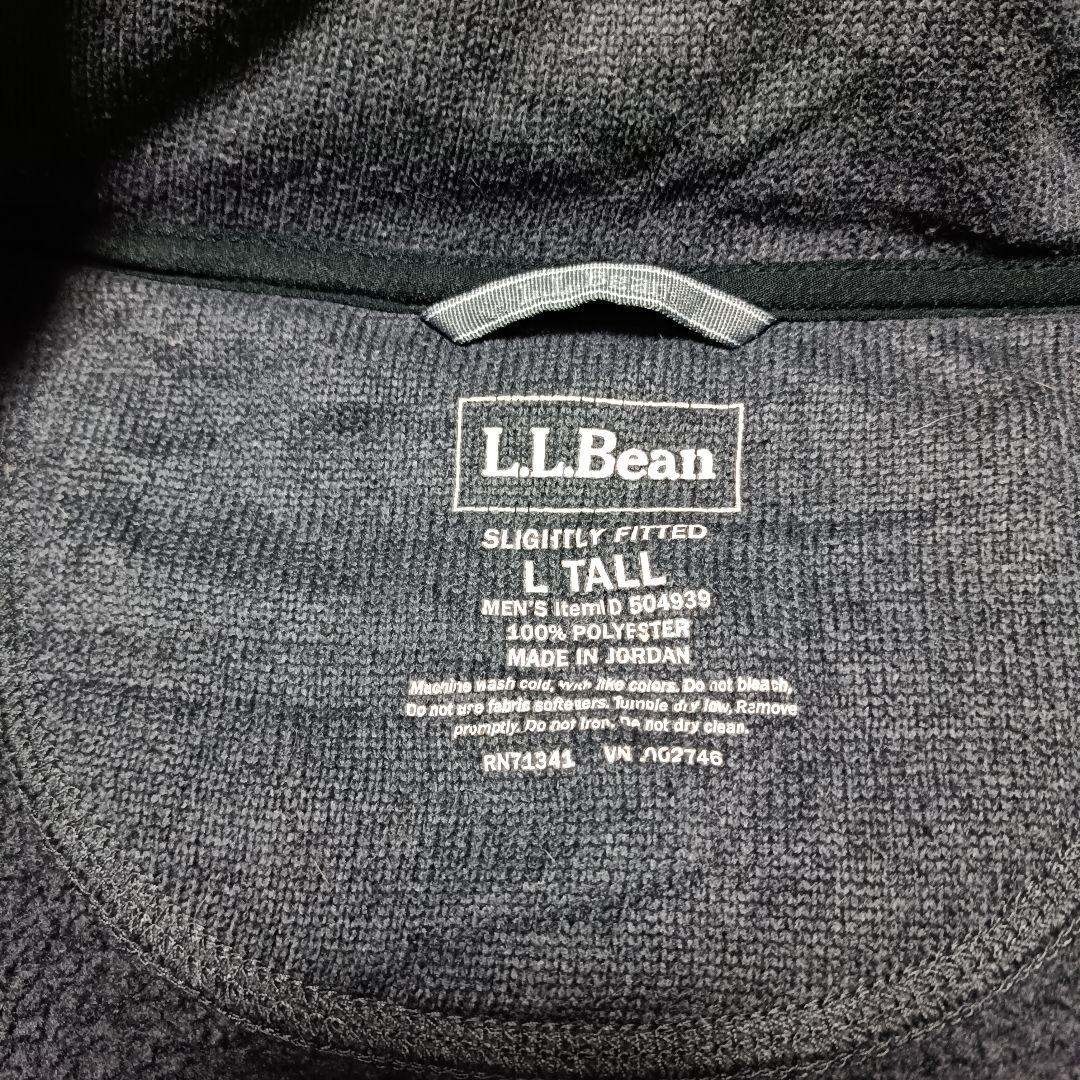 L.L.Bean
SLIGHTLY FITTED
L TALL
MEN'S ItemID 504939
100% POLYESTER
MADE IN JORDAN
Machine wash cold, with like colors. Do not bleach,
Do not use fabric softeners. Tumble dry low, Remove
promptly. Do not Iron. Do not dry clean.
RN71341 VN 002746